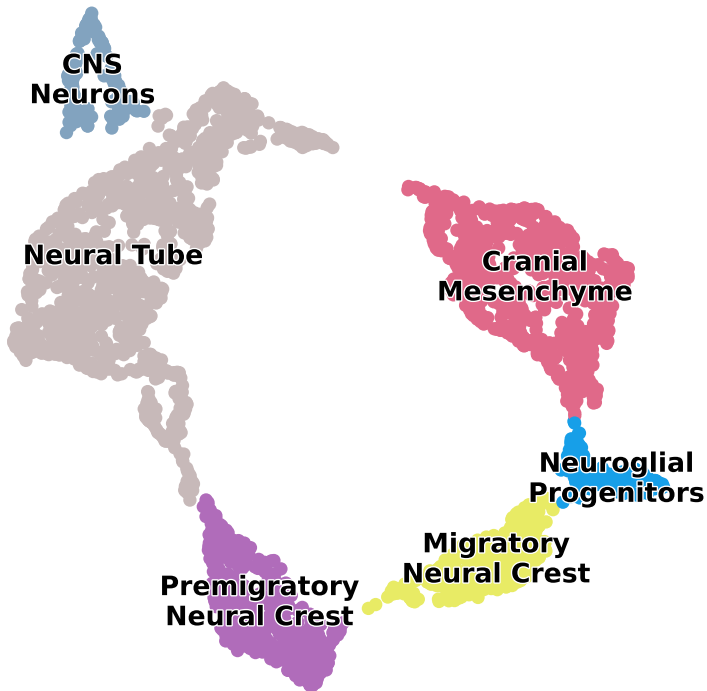 CNS
Neurons
Neural Tube
Cranial
Mesenchyme
Neuroglial
Progenitors
Migratory
Neural Crest
Premigratory
Neural Crest